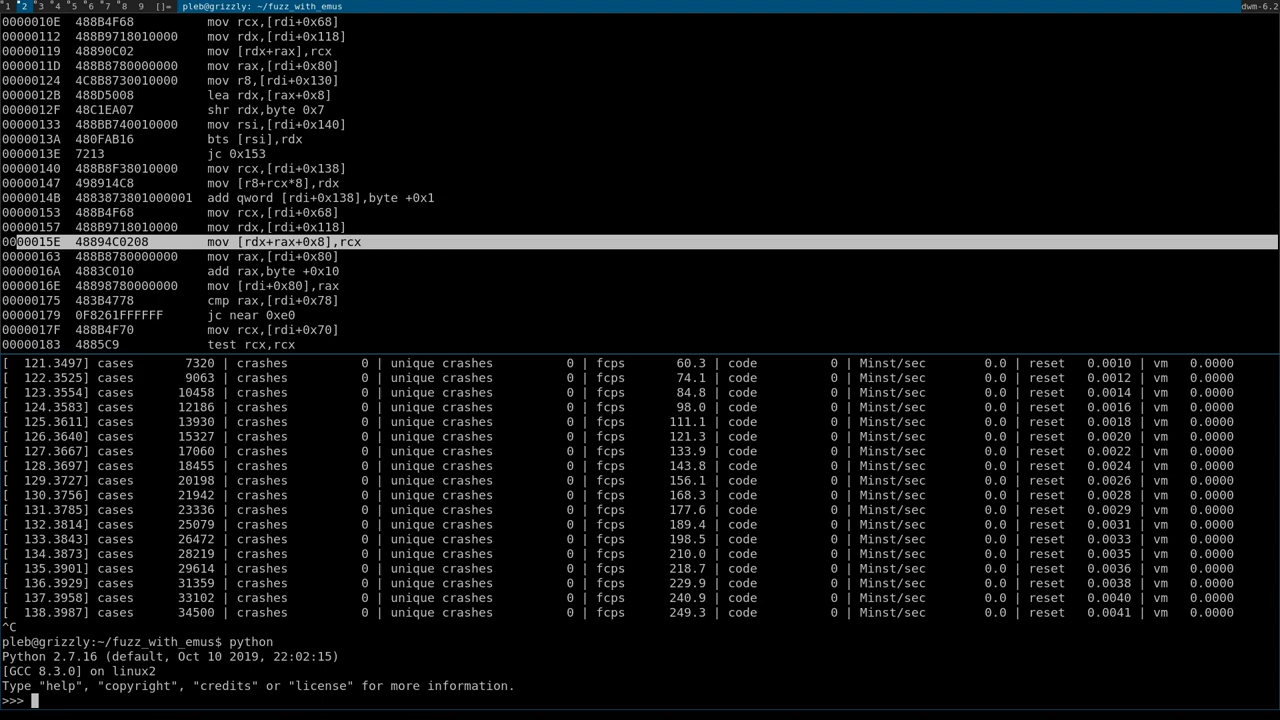 1 2 3 4 5 6 7 8 9 []= pleb@grizzly: ~/fuzz_with_emus dwm-6.2
0000010E 488B4F68 mov rcx,[rdi+0x68]
00000112 488B9718010000 mov rdx,[rdi+0x118]
00000119 48890C02 mov [rdx+rax],rcx
0000011D 488B8780000000 mov rax,[rdi+0x80]
00000124 4C8B8730010000 mov r8,[rdi+0x130]
0000012B 488D5008 lea rdx,[rax+0x8]
0000012F 48C1EA07 shr rdx,byte 0x7
00000133 488BB740010000 mov rsi,[rdi+0x140]
0000013A 480FAB16 bts [rsi],rdx
0000013E 7213 jc 0x153
00000140 488B8F38010000 mov rcx,[rdi+0x138]
00000147 498914C8 mov [r8+rcx*8],rdx
0000014B 4883873801000001 add qword [rdi+0x138],byte +0x1
00000153 488B4F68 mov rcx,[rdi+0x68]
00000157 488B9718010000 mov rdx,[rdi+0x118]
0000015E 48894C0208 mov [rdx+rax+0x8],rcx
00000163 488B8780000000 mov rax,[rdi+0x80]
0000016A 4883C010 add rax,byte +0x10
0000016E 48898780000000 mov [rdi+0x80],rax
00000175 483B4778 cmp rax,[rdi+0x78]
00000179 0F8261FFFFFF jc near 0xe0
0000017F 488B4F70 mov rcx,[rdi+0x70]
00000183 4885C9 test rcx,rcx
[ 121.3497] cases 7320 | crashes 0 | unique crashes 0 | fcps 60.3 | code 0 | Minst/sec 0.0 | reset 0.0010 | vm 0.0000
[ 122.3525] cases 9063 | crashes 0 | unique crashes 0 | fcps 74.1 | code 0 | Minst/sec 0.0 | reset 0.0012 | vm 0.0000
[ 123.3554] cases 10458 | crashes 0 | unique crashes 0 | fcps 84.8 | code 0 | Minst/sec 0.0 | reset 0.0014 | vm 0.0000
[ 124.3583] cases 12186 | crashes 0 | unique crashes 0 | fcps 98.0 | code 0 | Minst/sec 0.0 | reset 0.0016 | vm 0.0000
[ 125.3611] cases 13930 | crashes 0 | unique crashes 0 | fcps 111.1 | code 0 | Minst/sec 0.0 | reset 0.0018 | vm 0.0000
[ 126.3640] cases 15327 | crashes 0 | unique crashes 0 | fcps 121.3 | code 0 | Minst/sec 0.0 | reset 0.0020 | vm 0.0000
[ 127.3667] cases 17060 | crashes 0 | unique crashes 0 | fcps 133.9 | code 0 | Minst/sec 0.0 | reset 0.0022 | vm 0.0000
[ 128.3697] cases 18455 | crashes 0 | unique crashes 0 | fcps 143.8 | code 0 | Minst/sec 0.0 | reset 0.0024 | vm 0.0000
[ 129.3727] cases 20198 | crashes 0 | unique crashes 0 | fcps 156.1 | code 0 | Minst/sec 0.0 | reset 0.0026 | vm 0.0000
[ 130.3756] cases 21942 | crashes 0 | unique crashes 0 | fcps 168.3 | code 0 | Minst/sec 0.0 | reset 0.0028 | vm 0.0000
[ 131.3785] cases 23336 | crashes 0 | unique crashes 0 | fcps 177.6 | code 0 | Minst/sec 0.0 | reset 0.0029 | vm 0.0000
[ 132.3814] cases 25079 | crashes 0 | unique crashes 0 | fcps 189.4 | code 0 | Minst/sec 0.0 | reset 0.0031 | vm 0.0000
[ 133.3843] cases 26472 | crashes 0 | unique crashes 0 | fcps 198.5 | code 0 | Minst/sec 0.0 | reset 0.0033 | vm 0.0000
[ 134.3873] cases 28219 | crashes 0 | unique crashes 0 | fcps 210.0 | code 0 | Minst/sec 0.0 | reset 0.0035 | vm 0.0000
[ 135.3901] cases 29614 | crashes 0 | unique crashes 0 | fcps 218.7 | code 0 | Minst/sec 0.0 | reset 0.0036 | vm 0.0000
[ 136.3929] cases 31359 | crashes 0 | unique crashes 0 | fcps 229.9 | code 0 | Minst/sec 0.0 | reset 0.0038 | vm 0.0000
[ 137.3958] cases 33102 | crashes 0 | unique crashes 0 | fcps 240.9 | code 0 | Minst/sec 0.0 | reset 0.0040 | vm 0.0000
[ 138.3987] cases 34500 | crashes 0 | unique crashes 0 | fcps 249.3 | code 0 | Minst/sec 0.0 | reset 0.0041 | vm 0.0000
^C
pleb@grizzly:~/fuzz_with_emus$ python
Python 2.7.16 (default, Oct 10 2019, 22:02:15)
[GCC 8.3.0] on linux2
Type "help", "copyright", "credits" or "license" for more information.
>>>